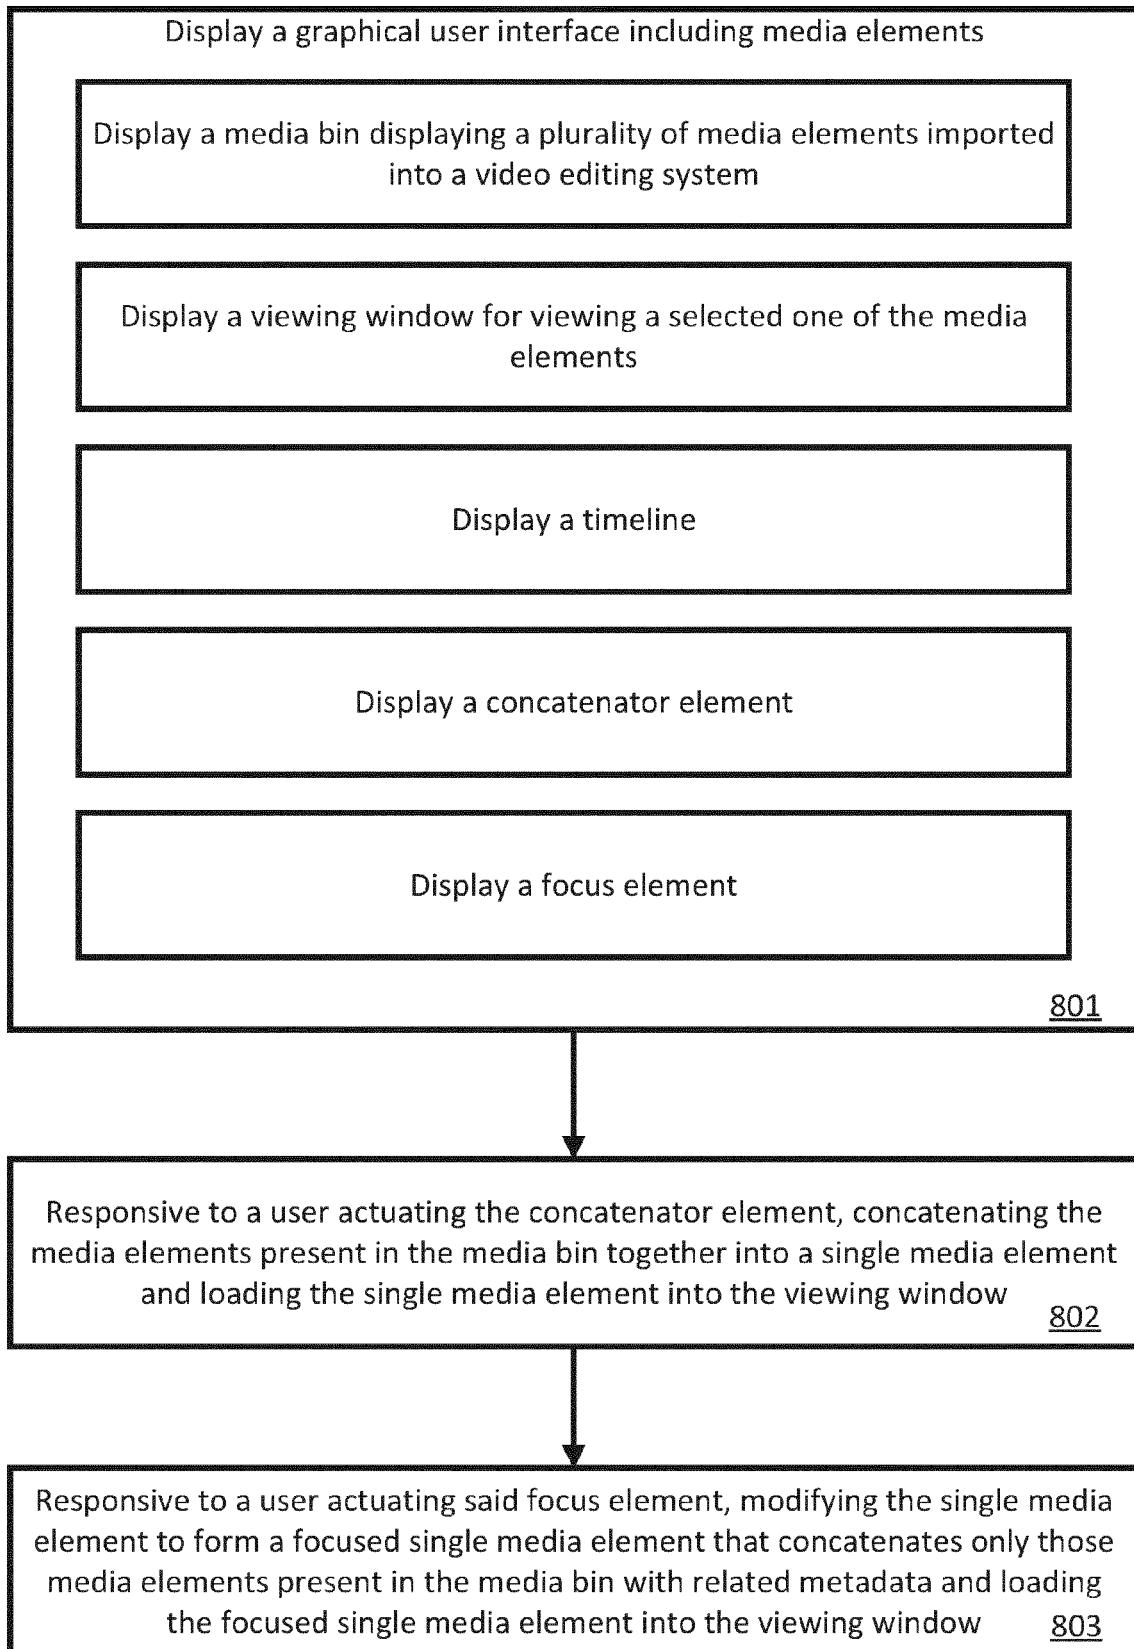 Display a graphical user interface including media elements
Display a media bin displaying a plurality of media elements imported
into a video editing system
Display a viewing window for viewing a selected one of the media
elements
Display a timeline
Display a concatenator element
Display a focus element
801
Responsive to a user actuating the concatenator element, concatenating the
media elements present in the media bin together into a single media element
and loading the single media element into the viewing window
802
Responsive to a user actuating said focus element, modifying the single media
element to form a focused single media element that concatenates only those
media elements present in the media bin with related metadata and loading
the focused single media element into the viewing window
803